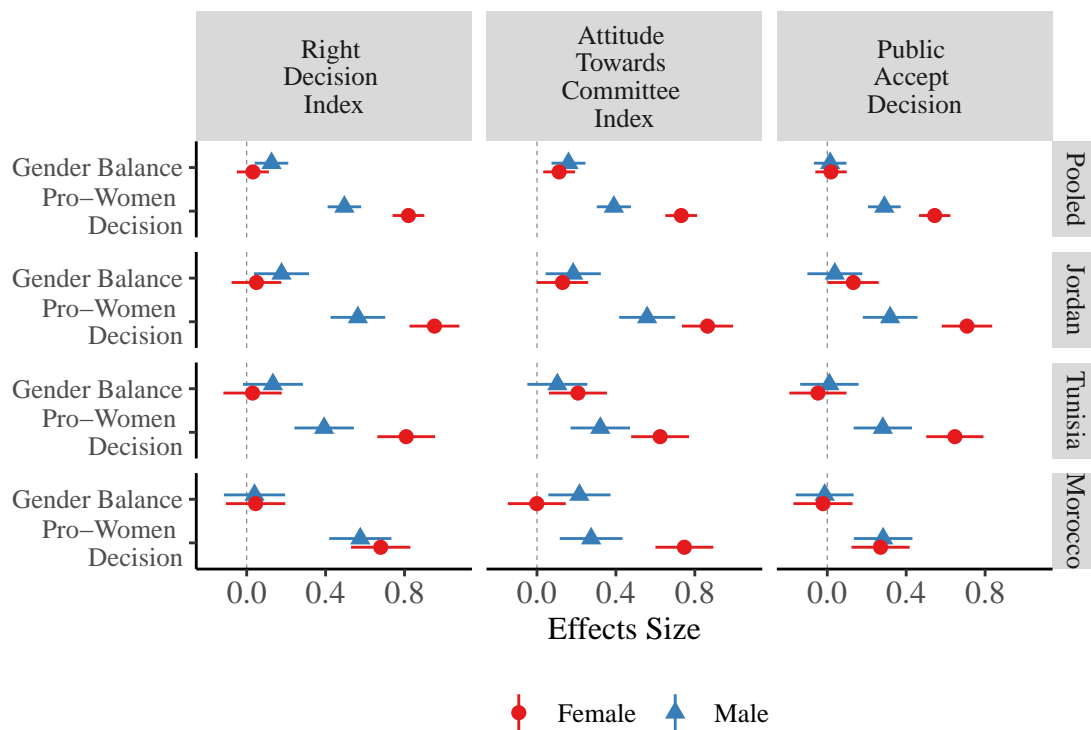 Right
Decision
Index
Attitude
Towards
Committee
Index
Public
Accept
Decision
Gender Balance
Pro−Women
Decision
Pooled
Gender Balance
Pro−Women
Decision
Jordan
Gender Balance
Pro−Women
Decision
Tunisia
Gender Balance
Pro−Women
Decision
Morocco
0.0 0.4 0.8 0.0 0.4 0.8 0.0 0.4 0.8
Effects Size
Female Male